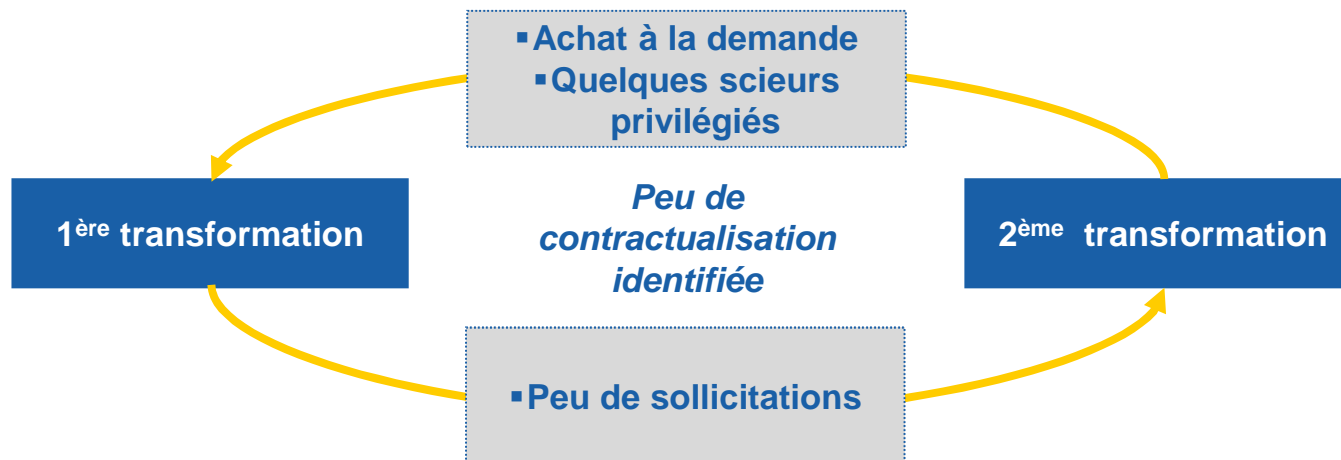 ▪Achat à la demande
▪Quelques scieurs
privilégiés
1ère transformation
Peu de
contractualisation
identifiée
2ème transformation
▪Peu de sollicitations